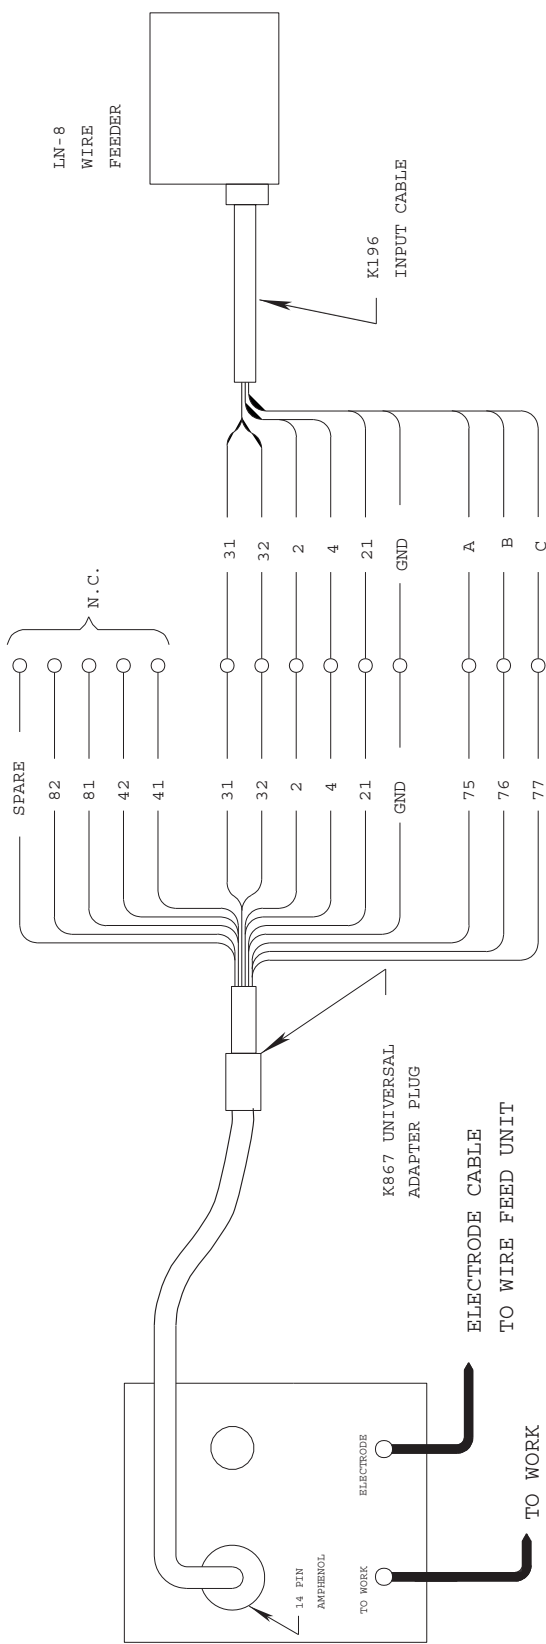 LN-8
WIRE
FEEDER
K196
INPUT CABLE
N.C.
31
32
2
4
21
GND
A
B
C
SPARE
82
81
42
41
31
32
2
4
21
GND
75
76
77
K867 UNIVERSAL
ADAPTER PLUG
ELECTRODE CABLE
TO WIRE FEED UNIT
TO WORK
ELECTRODE
TO WORK
14 PIN
AMPHENOL